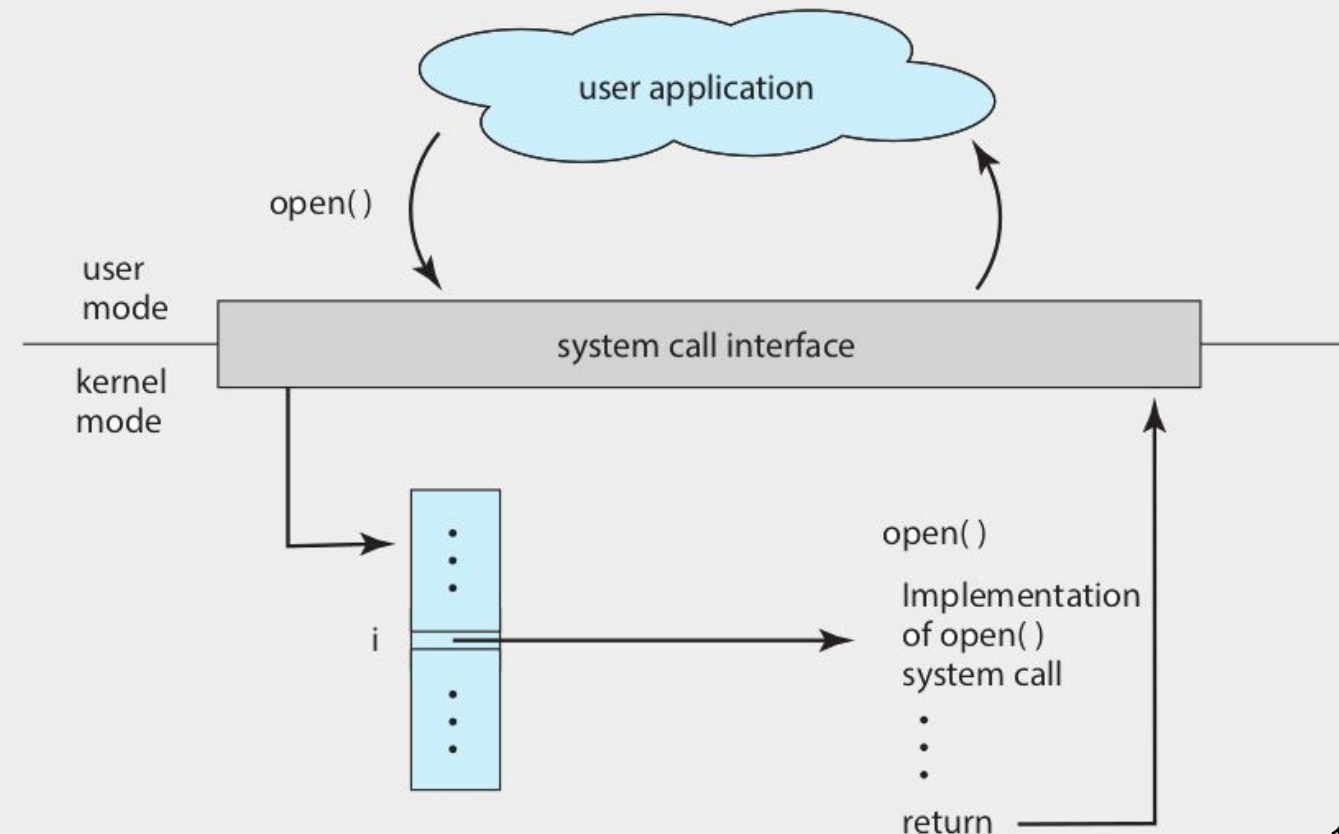 user application
open( )
user
mode
system call interface
kernel
mode
open( )
i
Implementation
of open( )
system call
return